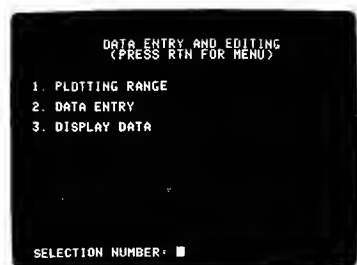 DATA ENTRY AND EDITING
(PRESS RTN FOR MENU)
1. PLOTTING RANGE
2. DATA ENTRY
3. DISPLAY DATA
SELECTION NUMBER: